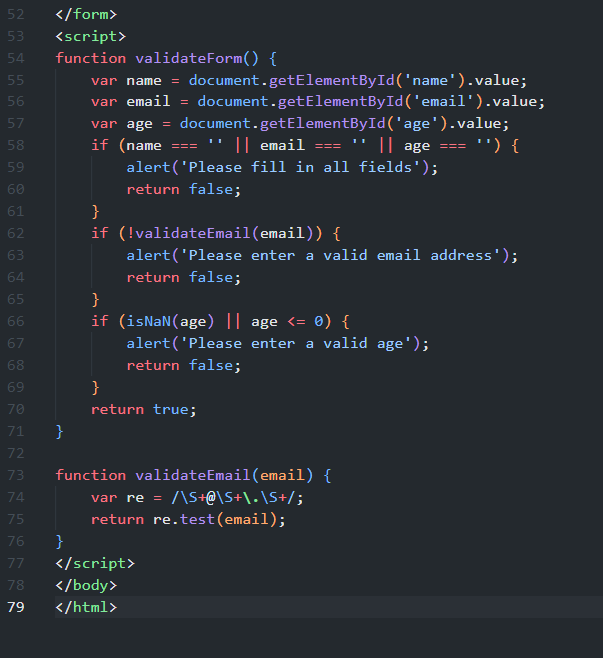 52 </form>
53 <script>
54 function validateForm() {
55     var name = document.getElementById('name').value;
56     var email = document.getElementById('email').value;
57     var age = document.getElementById('age').value;
58     if (name === '' || email === '' || age === '') {
59         alert('Please fill in all fields');
60         return false;
61     }
62     if (!validateEmail(email)) {
63         alert('Please enter a valid email address');
64         return false;
65     }
66     if (isNaN(age) || age <= 0) {
67         alert('Please enter a valid age');
68         return false;
69     }
70     return true;
71 }
72
73 function validateEmail(email) {
74     var re = /\S+@\S+\.\S+/;
75     return re.test(email);
76 }
77 </script>
78 </body>
79 </html>